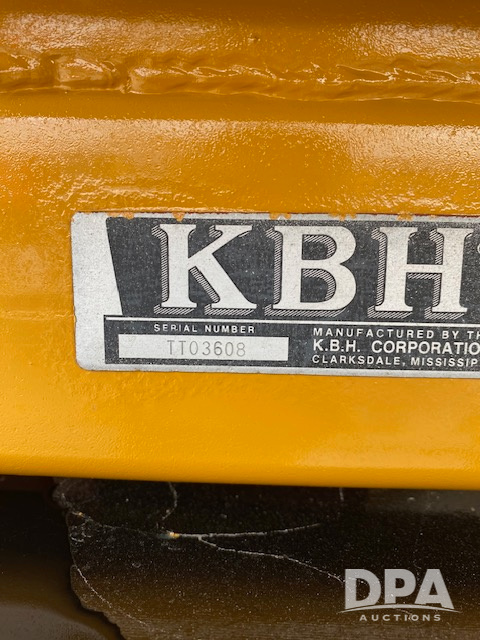 KBH
SERIAL NUMBER
TT03608
MANUFACTURED BY TH
K.B.H. CORPORATIO
CLARKSDALE, MISSISSIP
DPA
AUCTIONS